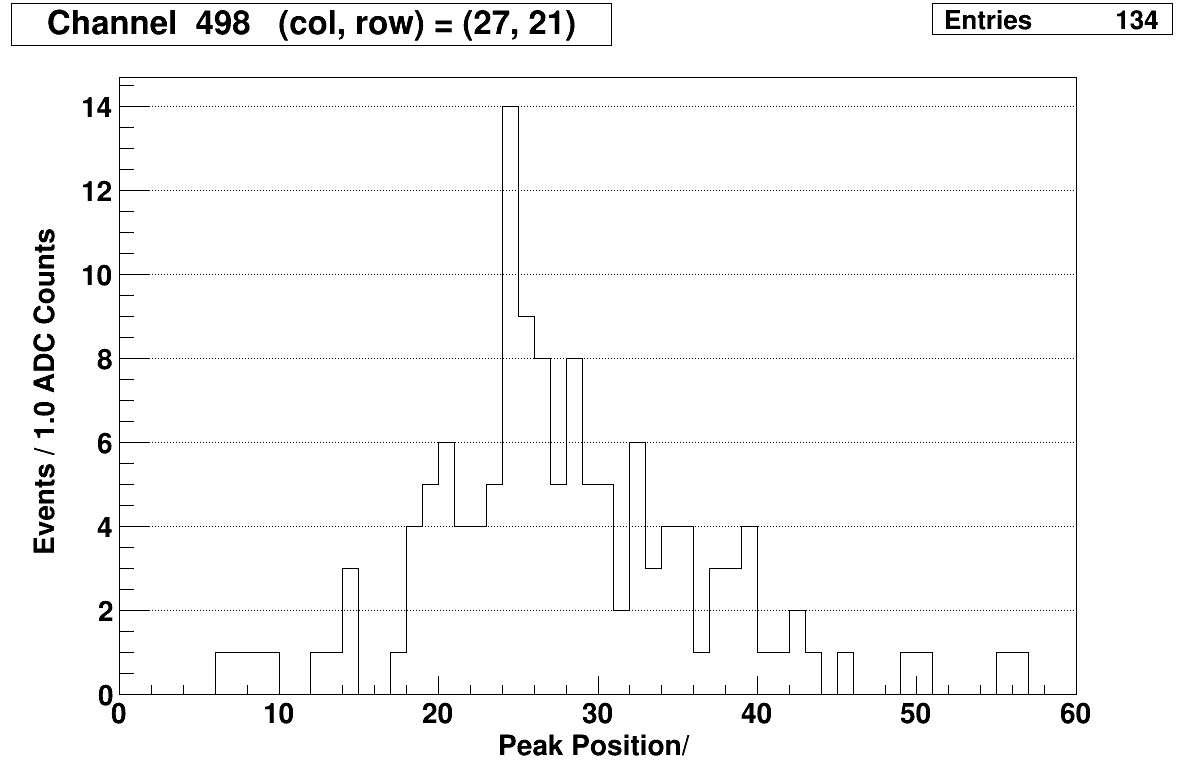 Channel 498 (col, row) = (27, 21)
Entries 134
Events / 1.0 ADC Counts
14
12
10
8
6
4
2
0
0 10 20 30 40 50 60
Peak Position/